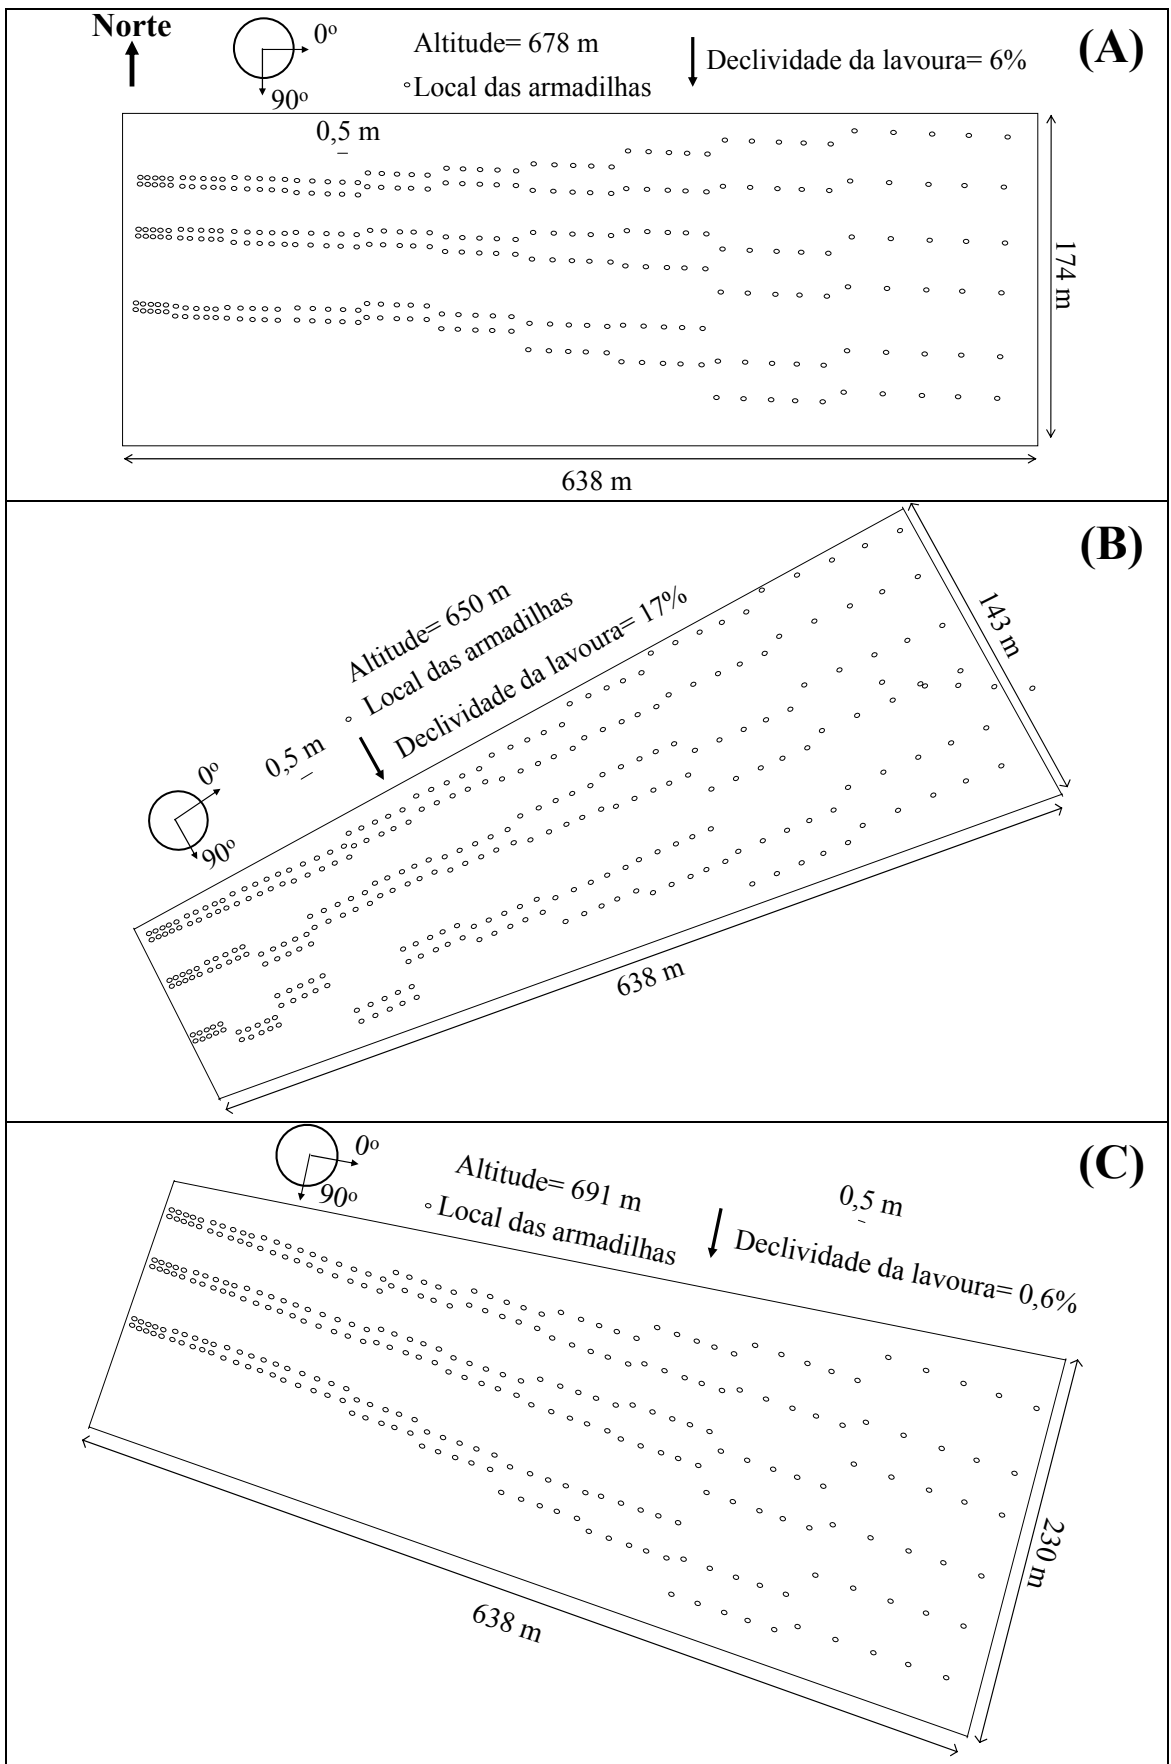 Norte
0º
90º
Altitude= 678 m
Local das armadilhas
Declividade da lavoura= 6%
(A)
0,5 m
174 m
638 m
(B)
Altitude= 650 m
Local das armadilhas
Declividade da lavoura= 17%
0,5 m
0º
90º
143 m
638 m
(C)
0º
90º
Altitude= 691 m
Local das armadilhas
0,5 m
Declividade da lavoura= 0,6%
230 m
638 m